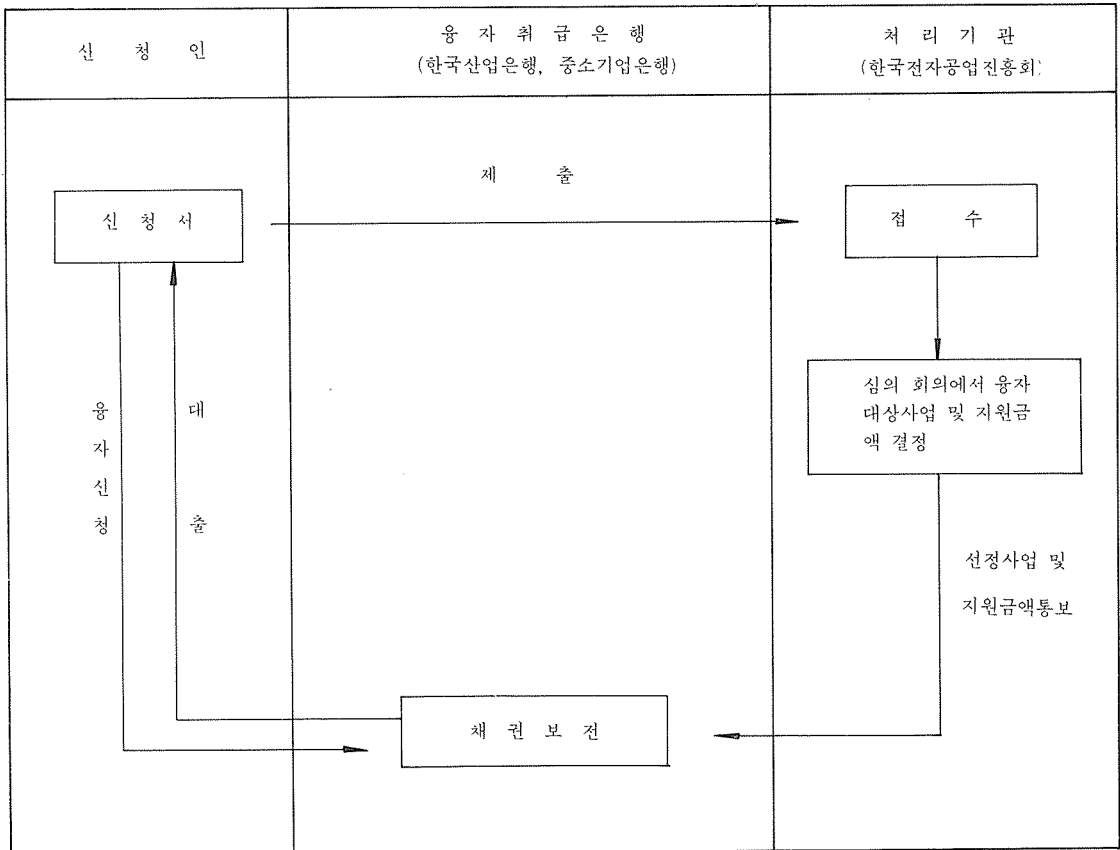 신 청 인
융 자 취 급 은 행
(한국산업은행, 중소기업은행)
처 리 기 관
(한국전자공업진흥회)
제 출
신 청 서
접 수
심의 회의에서 융자
대상사업 및 지원금
액 결정
융
자
신
청
대
출
선정사업 및
지원금액통보
채 권 보 전